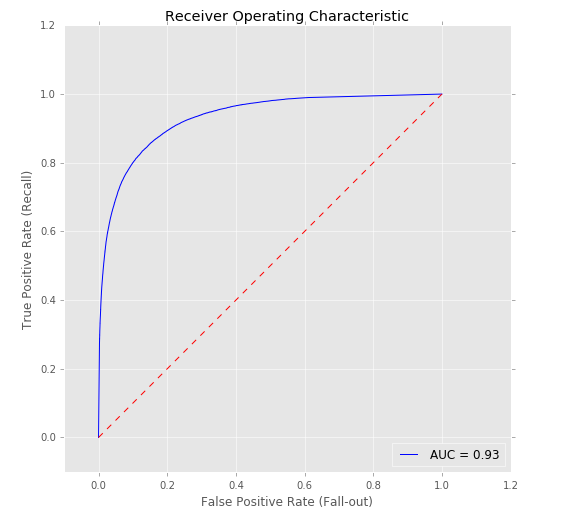 Receiver Operating Characteristic
1.2
1.0
0.8
0.6
0.4
0.2
0.0
True Positive Rate (Recall)
AUC = 0.93
0.0 0.2 0.4 0.6 0.8 1.0 1.2
False Positive Rate (Fall-out)